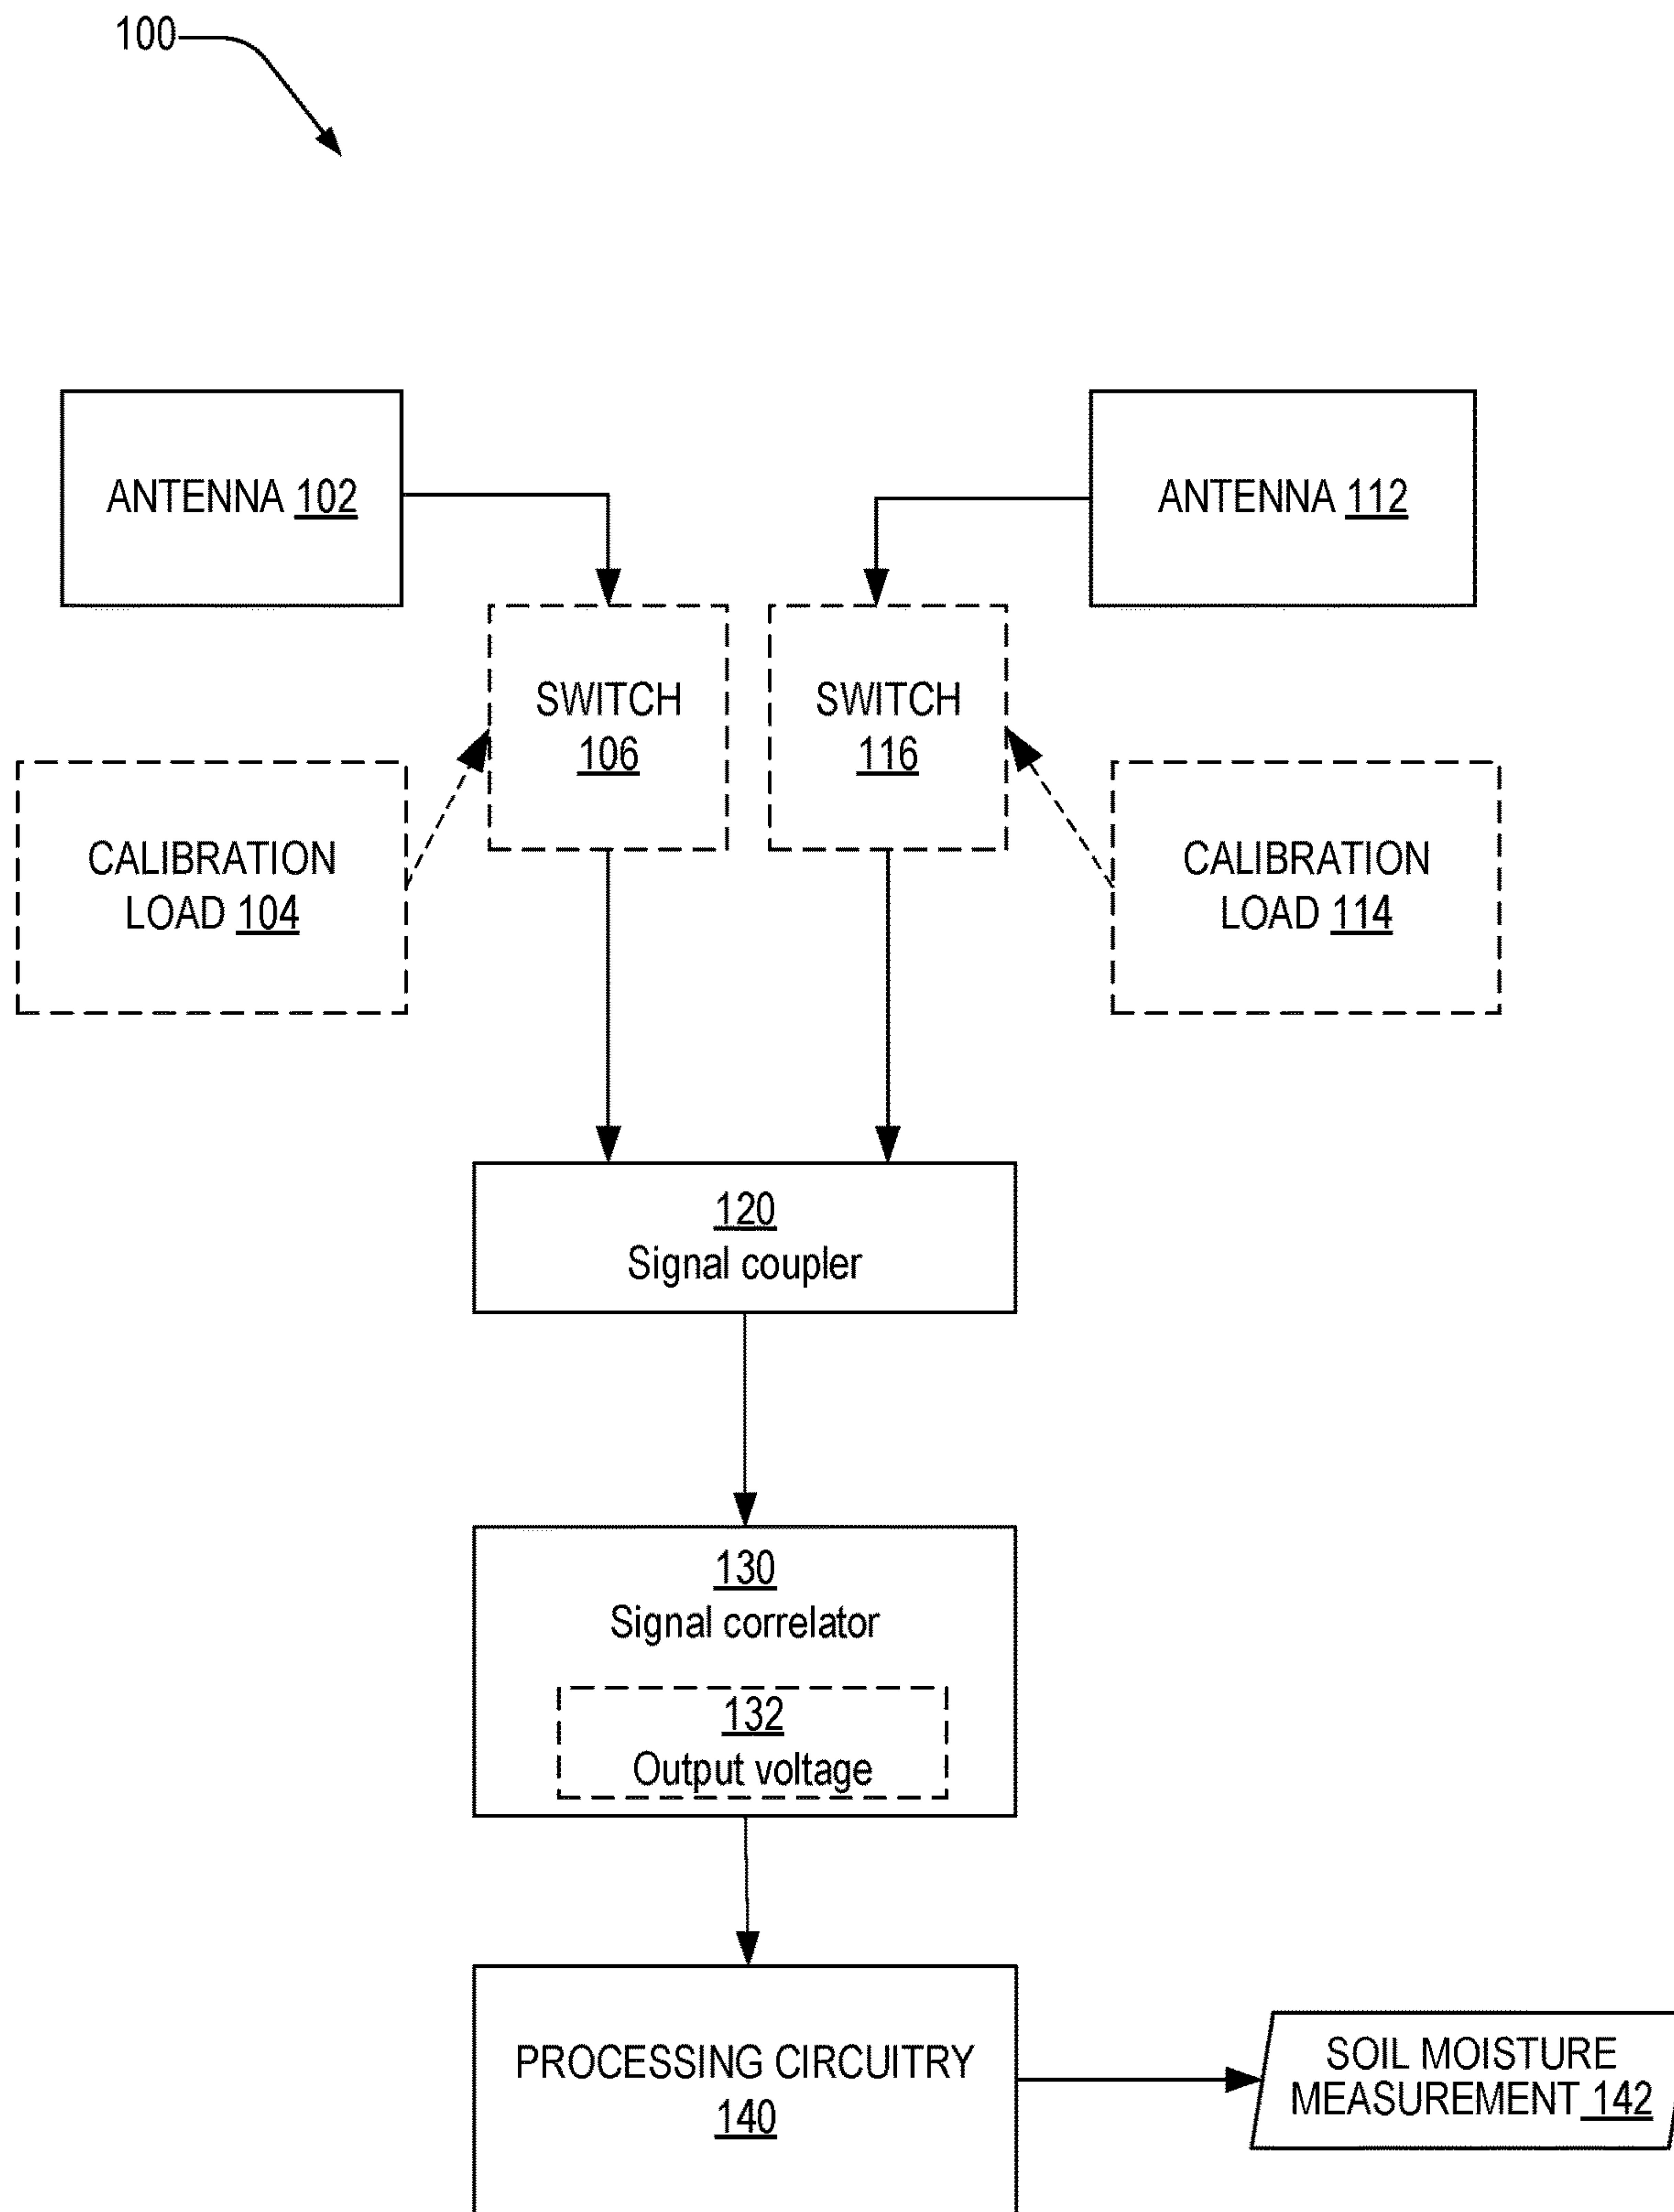 100
ANTENNA 102
ANTENNA 112
SWITCH
106
SWITCH
116
CALIBRATION
LOAD 104
CALIBRATION
LOAD 114
120
Signal coupler
130
Signal correlator
132
Output voltage
PROCESSING CIRCUITRY
140
SOIL MOISTURE
MEASUREMENT 142